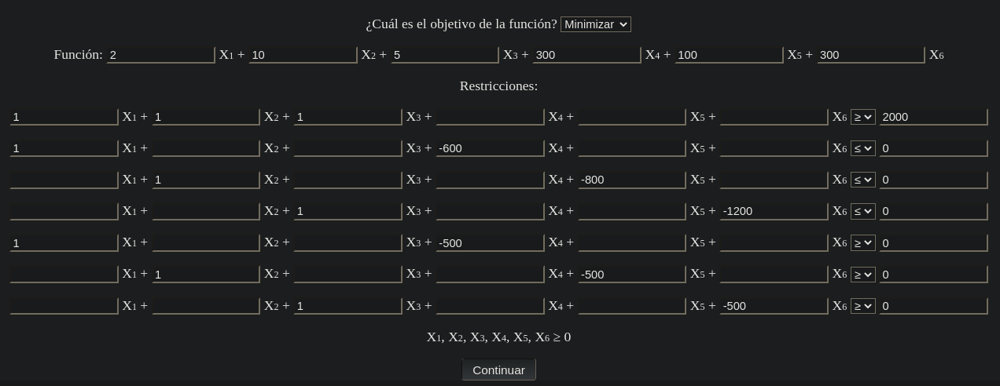 ¿Cuál es el objetivo de la función? Minimizar
Función: 2 X1 + 10 X2 + 5 X3 + 300 X4 + 100 X5 + 300 X6
Restricciones:
1 X1 + 1 X2 + 1 X3 + X4 + X5 + X6 ≥ 2000
1 X1 + X2 + X3 + -600 X4 + X5 + X6 ≤ 0
X1 + 1 X2 + X3 + X4 + -800 X5 + X6 ≤ 0
X1 + X2 + 1 X3 + X4 + X5 + -1200 X6 ≤ 0
1 X1 + X2 + X3 + -500 X4 + X5 + X6 ≥ 0
X1 + 1 X2 + X3 + X4 + -500 X5 + X6 ≥ 0
X1 + X2 + 1 X3 + X4 + X5 + -500 X6 ≥ 0
X1, X2, X3, X4, X5, X6 ≥ 0
Continuar